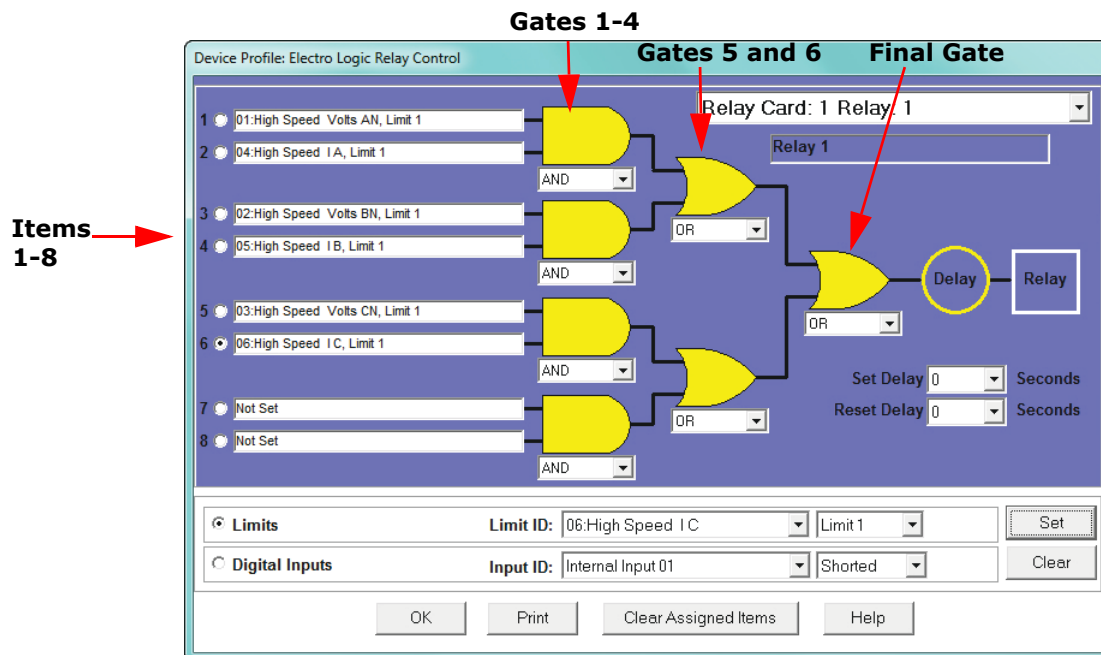 Gates 1-4
Device Profile: Electro Logic Relay Control
Gates 5 and 6
Final Gate
Relay Card: 1 Relay: 1
Relay 1
Items
1-8
1 01:High Speed Volts AN, Limit 1
2 04:High Speed I A, Limit 1
AND
3 02:High Speed Volts BN, Limit 1
4 05:High Speed I B, Limit 1
AND
OR
5 03:High Speed Volts CN, Limit 1
6 06:High Speed I C, Limit 1
AND
7 Not Set
8 Not Set
AND
OR
OR
Delay
Relay
Set Delay 0 Seconds
Reset Delay 0 Seconds
Limits Limit ID: 06:High Speed I C Limit 1 Set
Digital Inputs Input ID: Internal Input 01 Shorted Clear
OK Print Clear Assigned Items Help